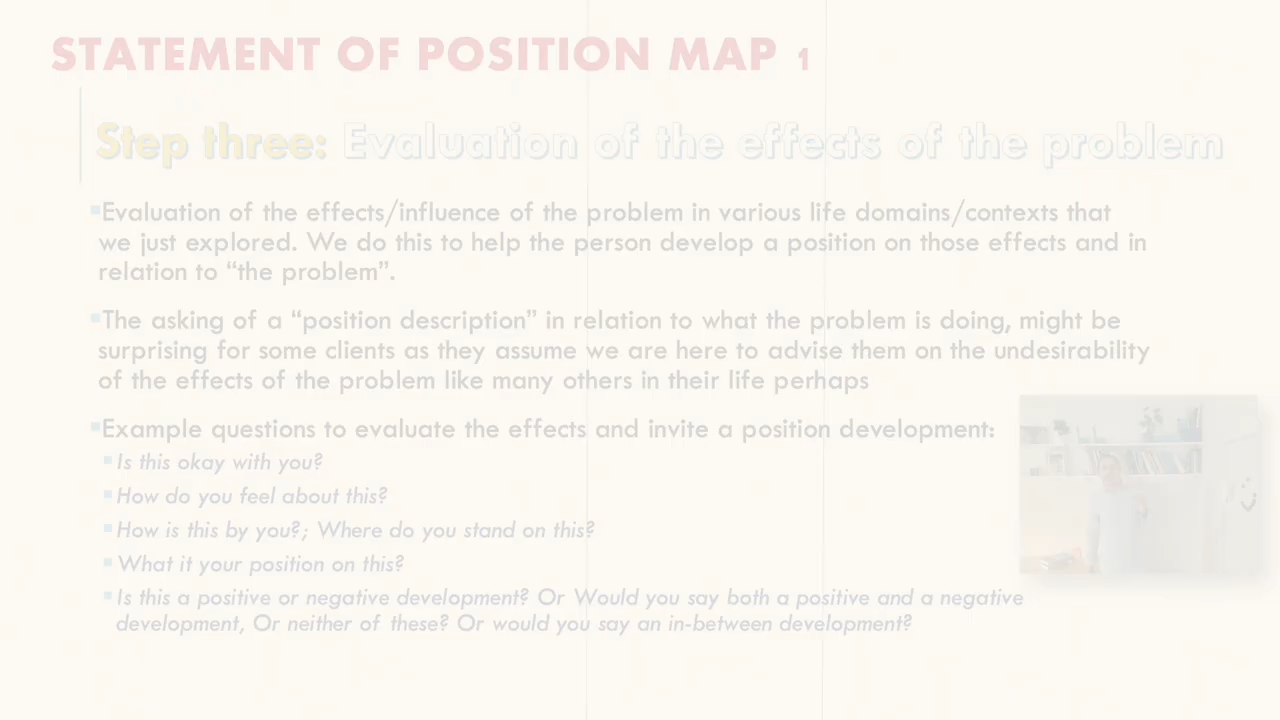 STATEMENT OF POSITION MAP 1
Step three: Evaluation of the effects of the problem
▪Evaluation of the effects/influence of the problem in various life domains/contexts that
we just explored. We do this to help the person develop a position on those effects and in
relation to “the problem”.
▪The asking of a “position description” in relation to what the problem is doing, might be
surprising for some clients as they assume we are here to advise them on the undesirability
of the effects of the problem like many others in their life perhaps
▪Example questions to evaluate the effects and invite a position development:
▪Is this okay with you?
▪How do you feel about this?
▪How is this by you?; Where do you stand on this?
▪What it your position on this?
▪Is this a positive or negative development? Or Would you say both a positive and a negative
development, Or neither of these? Or would you say an in-between development?